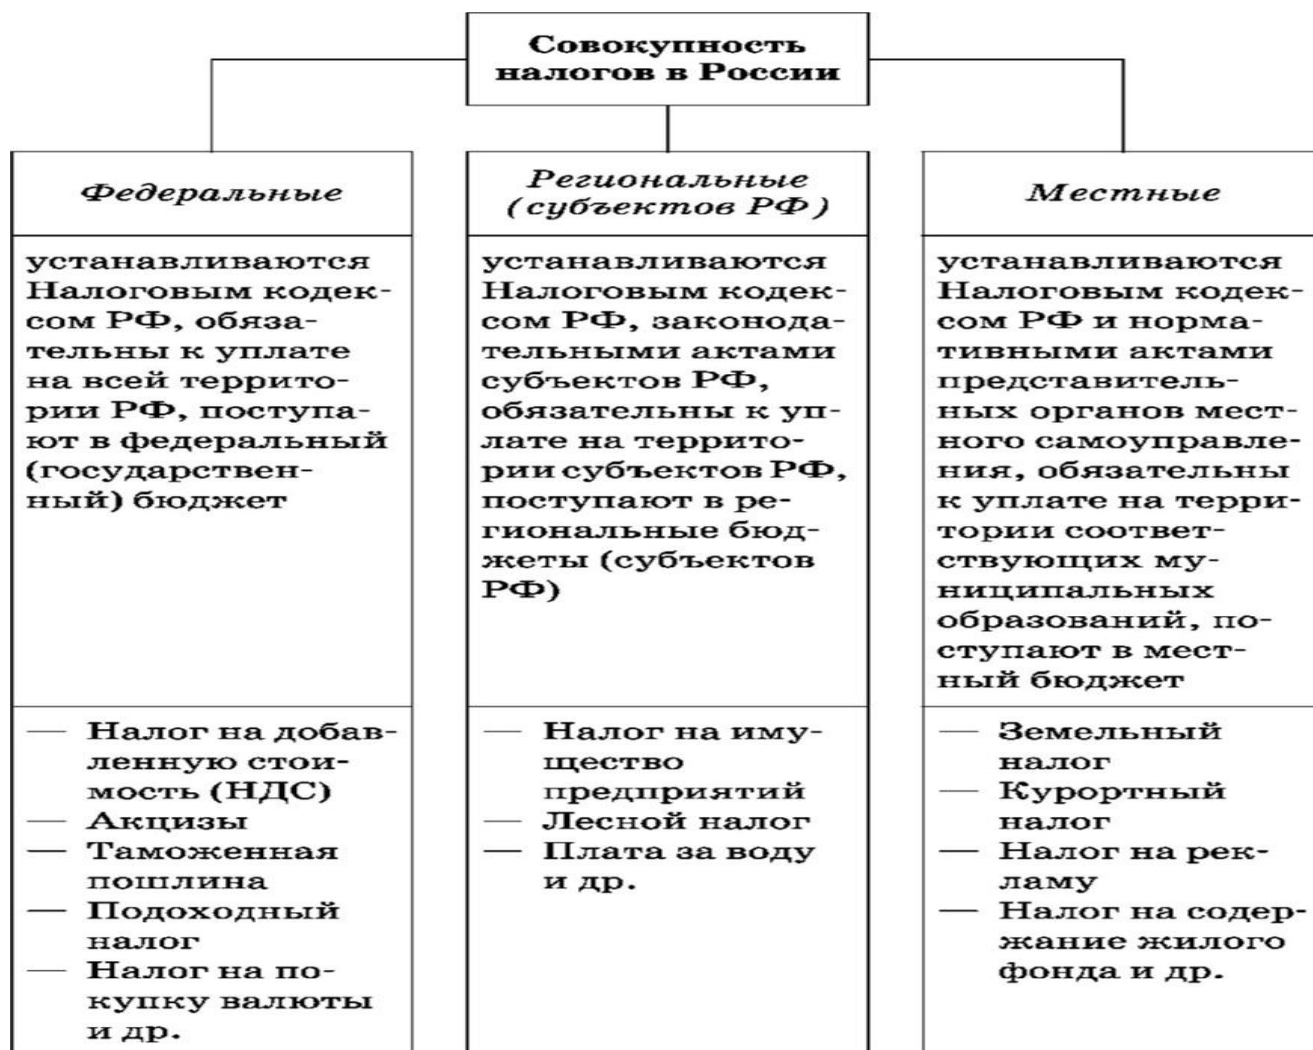 Совокупность
налогов в России
Федеральные
устанавливаются
Налоговым кодек-
сом РФ, обяза-
тельны к уплате
на всей террито-
рии РФ, поступа-
ют в федеральный
(государствен-
ный) бюджет
— Налог на добав-
ленную стои-
мость (НДС)
— Акцизы
— Таможенная
пошлина
— Подоходный
налог
— Налог на по-
купку валюты
и др.
Региональные
(субъектов РФ)
устанавливаются
Налоговым кодек-
сом РФ, законода-
тельными актами
субъектов РФ,
обязательны к уп-
лате на террито-
рии субъектов РФ,
поступают в ре-
гиональные бюд-
жеты (субъектов
РФ)
— Налог на иму-
щество
предприятий
— Лесной налог
— Плата за воду
и др.
Местные
устанавливаются
Налоговым кодек-
сом РФ и норма-
тивными актами
представитель-
ных органов мест-
ного самоуправле-
ния, обязательны
к уплате на терри-
тории соответ-
ствующих му-
ниципальных
образований, по-
ступают в мест-
ный бюджет
— Земельный
налог
— Курортный
налог
— Налог на рек-
ламу
— Налог на содер-
жание жилого
фонда и др.